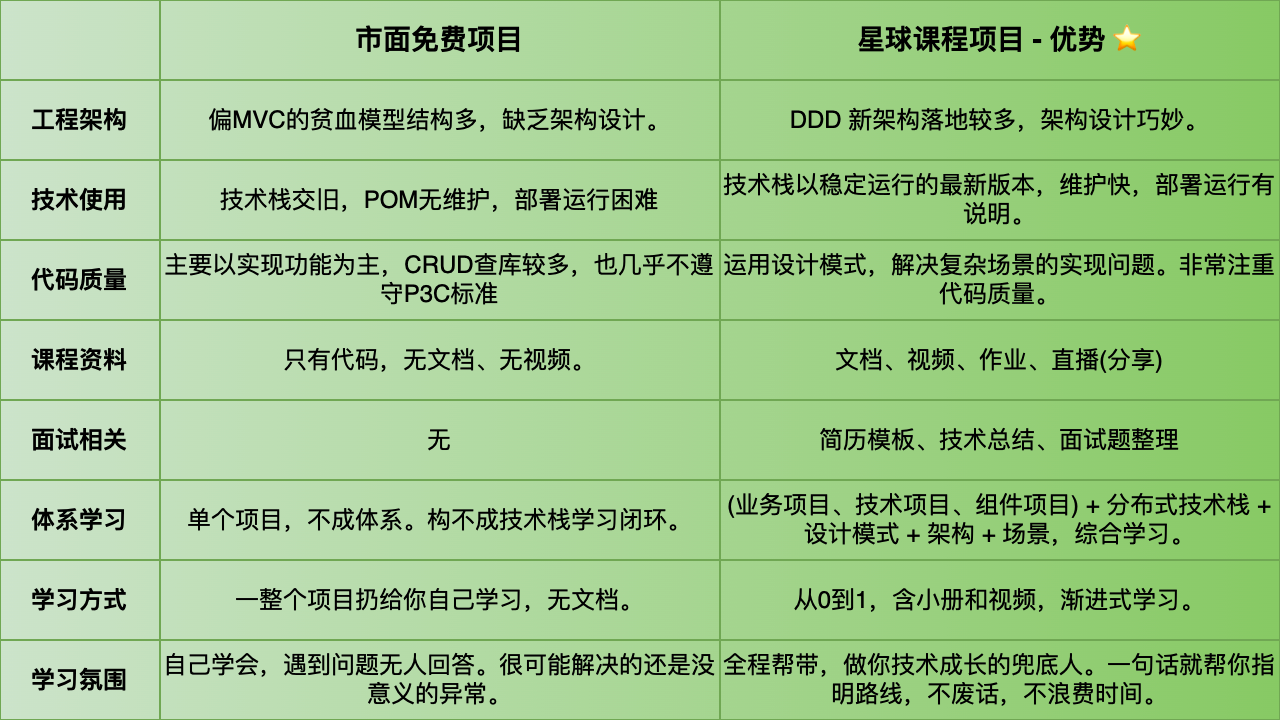 市面免费项目
星球课程项目 - 优势 ⭐
工程架构
偏MVC的贫血模型结构多，缺乏架构设计。
DDD 新架构落地较多，架构设计巧妙。
技术使用
技术栈交旧，POM无维护，部署运行困难
技术栈以稳定运行的最新版本，维护快，部署运行有
说明。
代码质量
主要以实现功能为主，CRUD查库较多，也几乎不遵
守P3C标准
运用设计模式，解决复杂场景的实现问题。非常注重
代码质量。
课程资料
只有代码，无文档、无视频。
文档、视频、作业、直播(分享)
面试相关
无
简历模板、技术总结、面试题整理
体系学习
单个项目，不成体系。构不成技术栈学习闭环。
(业务项目、技术项目、组件项目) + 分布式技术栈 +
设计模式 + 架构 + 场景，综合学习。
学习方式
一整个项目扔给你自己学习，无文档。
从0到1，含小册和视频，渐进式学习。
学习氛围
自己学会，遇到问题无人回答。很可能解决的还是没
意义的异常。
全程帮带，做你技术成长的兜底人。一句话就帮你指
明路线，不废话，不浪费时间。